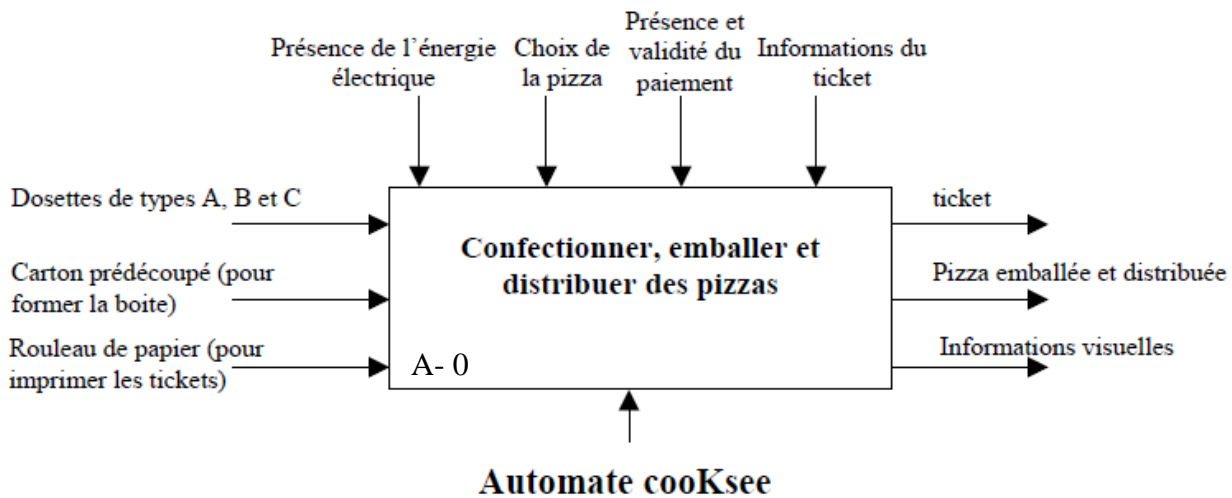 Présence de l’énergie
électrique
Choix de
la pizza
Présence et
validité du
paiement
Informations du
ticket
Dosettes de types A, B et C
Carton prédécoupé (pour
former la boite)
Rouleau de papier (pour
imprimer les tickets)
Confectionner, emballer et
distribuer des pizzas
A- 0
ticket
Pizza emballée et distribuée
Informations visuelles
Automate cooKsee